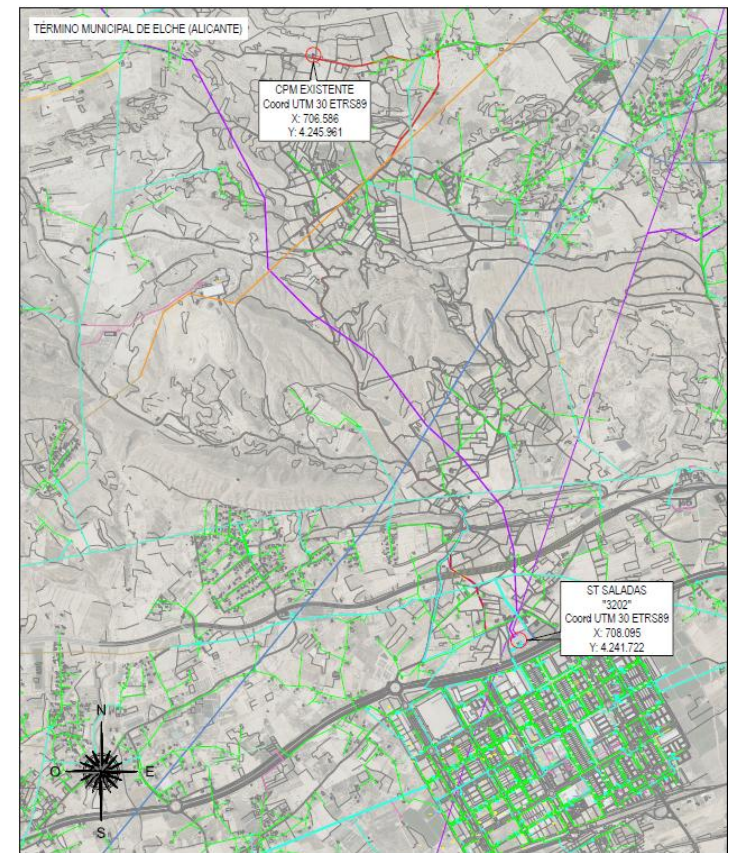 TÉRMINO MUNICIPAL DE ELCHE (ALICANTE)
CPM EXISTENTE
Coord UTM 30 ETRS89
X: 706.586
Y: 4.245.961
ST SALADAS
"3202"
Coord UTM 30 ETRS89
X: 708.095
Y: 4.241.722
N
O
E
S